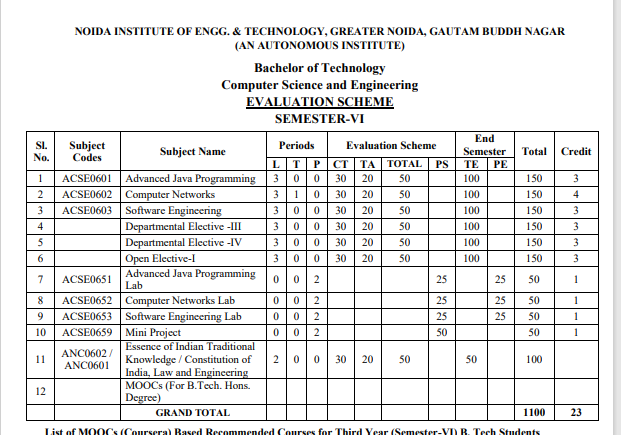 NOIDA INSTITUTE OF ENGG. & TECHNOLOGY, GREATER NOIDA, GAUTAM BUDDH NAGAR
(AN AUTONOMOUS INSTITUTE)
Bachelor of Technology
Computer Science and Engineering
EVALUATION SCHEME
SEMESTER-VI
Sl. No. Subject Codes Subject Name Periods Evaluation Scheme End Semester Total Credit
L T P CT TA TOTAL PS TE PE
1 ACSE0601 Advanced Java Programming 3 0 0 30 20 50 100 150 3
2 ACSE0602 Computer Networks 3 1 0 30 20 50 100 150 4
3 ACSE0603 Software Engineering 3 0 0 30 20 50 100 150 3
4 Departmental Elective -III 3 0 0 30 20 50 100 150 3
5 Departmental Elective -IV 3 0 0 30 20 50 100 150 3
6 Open Elective-I 3 0 0 30 20 50 100 150 3
7 ACSE0651 Advanced Java Programming Lab 0 0 2 25 25 50 1
8 ACSE0652 Computer Networks Lab 0 0 2 25 25 50 1
9 ACSE0653 Software Engineering Lab 0 0 2 25 25 50 1
10 ACSE0659 Mini Project 0 0 2 50 50 1
11 ANC0602 / ANC0601 Essence of Indian Traditional Knowledge / Constitution of India, Law and Engineering 2 0 0 30 20 50 50 100
12 MOOCs (For B.Tech. Hons. Degree)
GRAND TOTAL 1100 23
List of MOOCs (Coursera) Based Recommended Courses for Third Year (Semester-VI) B. Tech Students